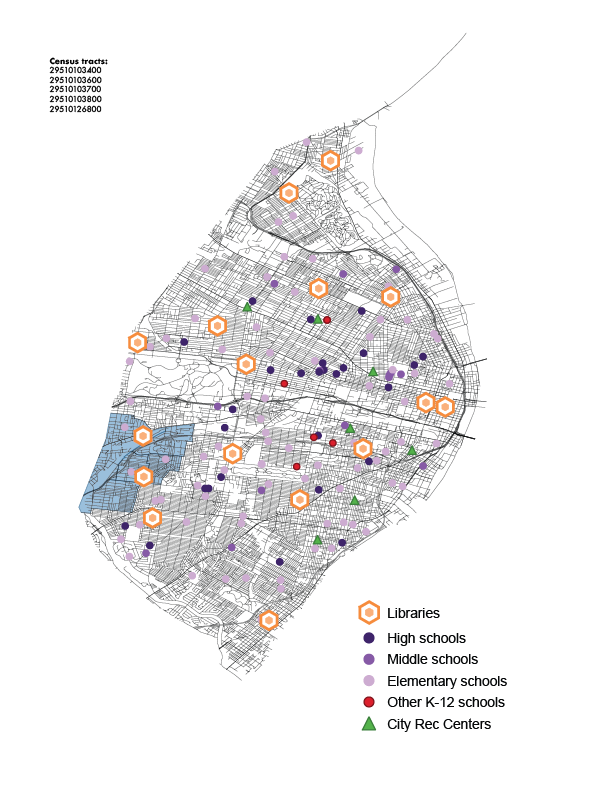 Census tracts:
29510103400
29510103600
29510103700
29510103800
29510126800
Libraries
High schools
Middle schools
Elementary schools
Other K-12 schools
City Rec Centers